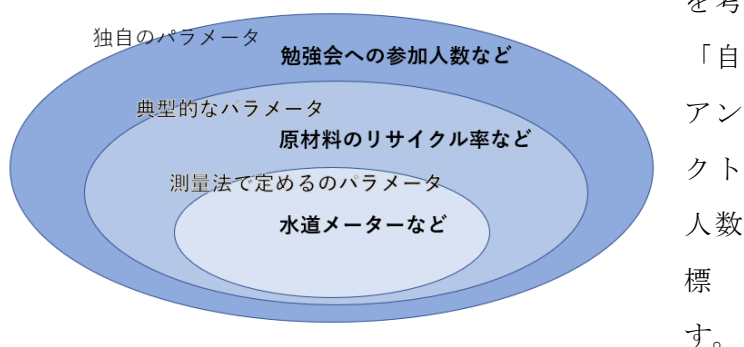 独自のパラメータ
勉強会への参加人数など
典型的なパラメータ
原材料のリサイクル率など
測量法で定めるのパラメータ
水道メーターなど
を考
「自
アン
クト
人数
標
す。